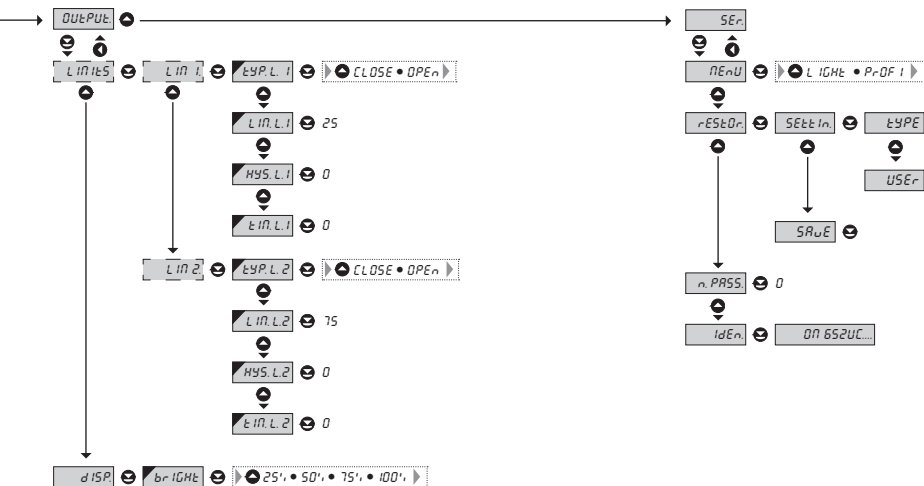 OUTPUT.
LIMITS
LIM 1.
TYP. L. 1
CLOSE • OPEn
LIM. L.1
25
HYS. L.1
0
TIM. L.1
0
LIM 2.
TYP. L. 2
CLOSE • OPEn
LIM. L.2
75
HYS. L.2
0
TIM. L. 2
0
dISP.
brIGHT
25% • 50% • 75% • 100%
SEr.
MEnU
LIGHT • PrOFI
rESTOr.
SETTIn.
TYPE
USEr
SAvE
n. PASS.
0
IdEn.
OM 652UC....